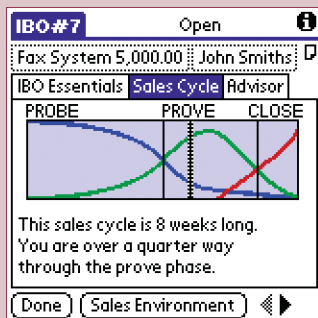 IBO#7 Open
Fax System 5,000.00 John Smiths
IBO Essentials Sales Cycle Advisor
PROBE PROVE CLOSE
This sales cycle is 8 weeks long.
You are over a quarter way
through the prove phase.
Done Sales Environment